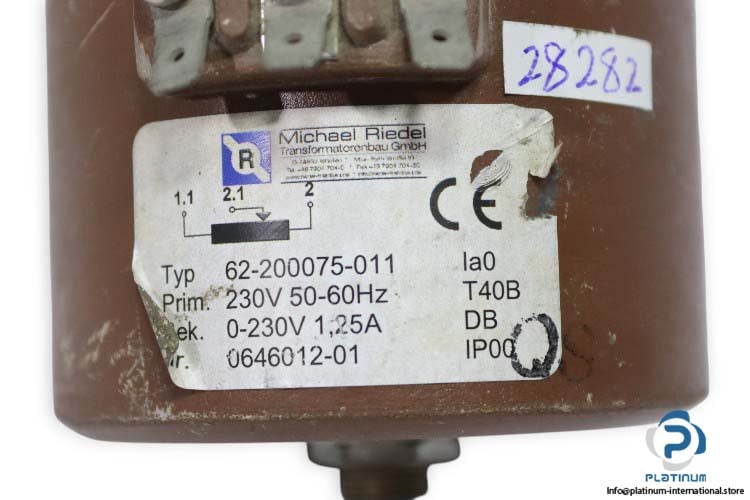 28282
R
Michael Riedel
Transformatorenbau GmbH
1.1 2.1 2
CE
Typ 62-200075-011 Ia0
Prim. 230V 50-60Hz T40B
ek. 0-230V 1,25A DB
r. 0646012-01 IP00
P
PLATINUM
info@platinum-international.store